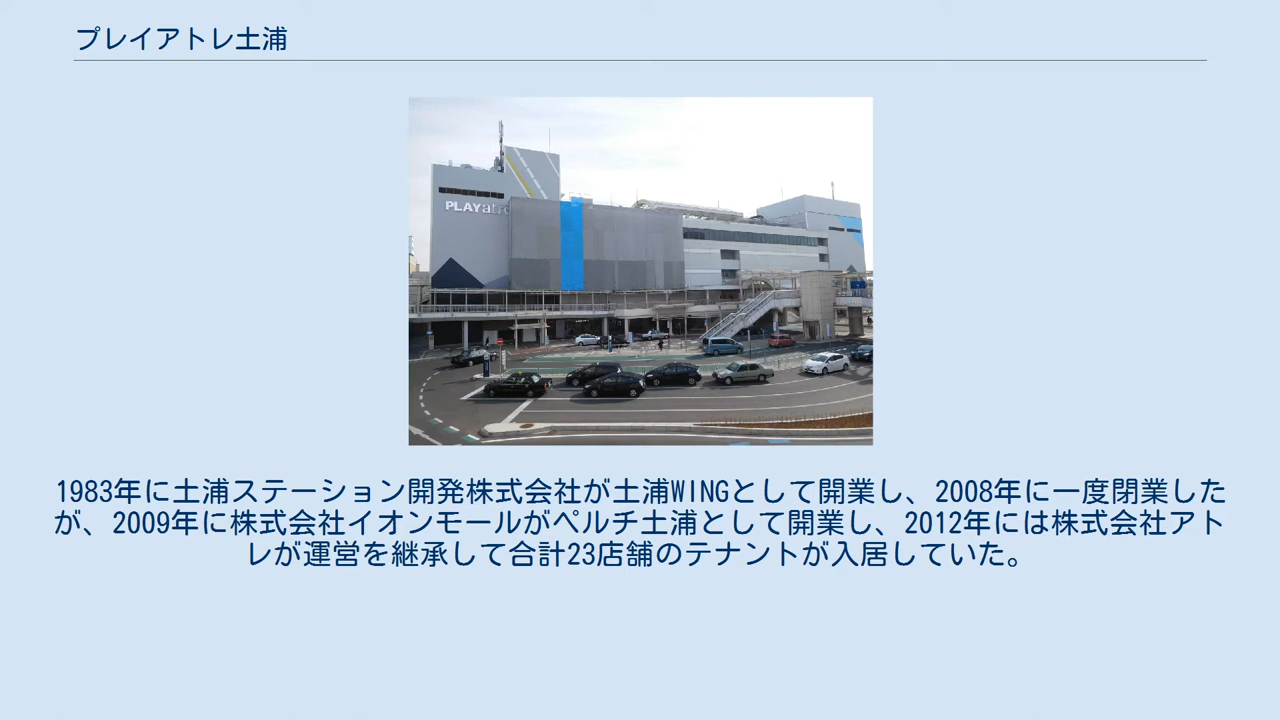 プレイアトレ土浦
PLAYatre
1983年に土浦ステーション開発株式会社が土浦WINGとして開業し、2008年に一度閉業した
が、2009年に株式会社イオンモールがペルチ土浦として開業し、2012年には株式会社アト
レが運営を継承して合計23店舗のテナントが入居していた。